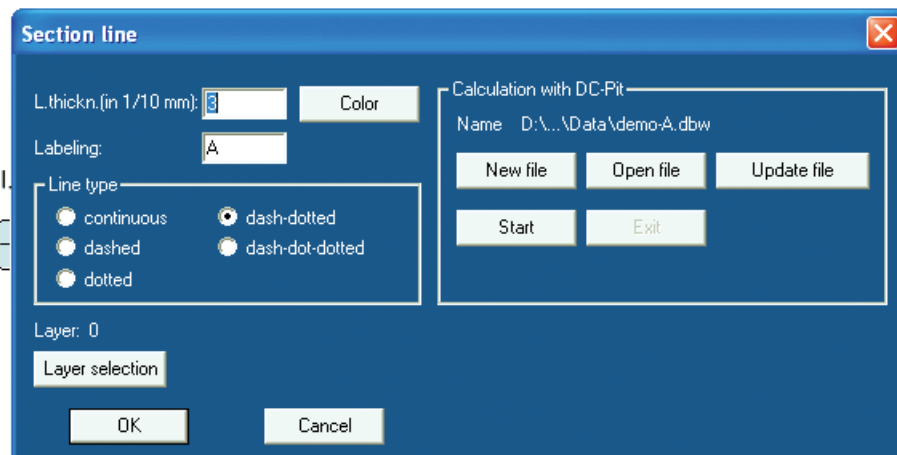 Section line
L.thickn.(in 1/10 mm): 3 Color
Labeling: A
Line type
continuous dash-dotted
dashed dash-dot-dotted
dotted
Layer: 0
Layer selection
OK Cancel
Calculation with DC-Pit
Name D:\...\Data\demo-A.dbw
New file Open file Update file
Start Exit